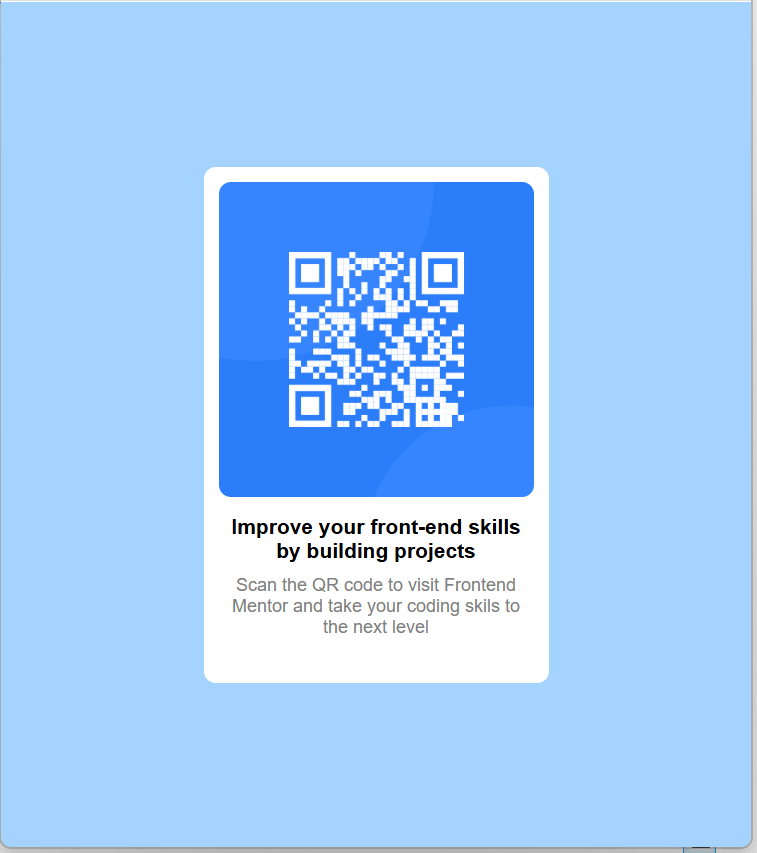 Improve your front-end skills
by building projects
Scan the QR code to visit Frontend
Mentor and take your coding skils to
the next level